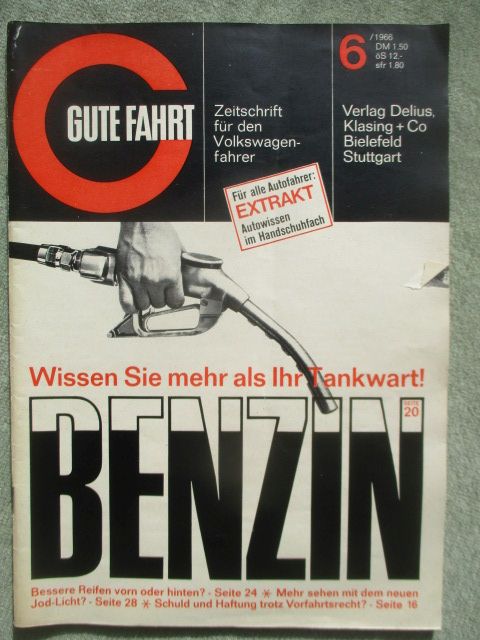 GUTE FAHRT
Zeitschrift
für den
Volkswagen-
fahrer
6/1966
DM 1.50
öS 12.-
sfr 1.80
Verlag Delius,
Klasing + Co
Bielefeld
Stuttgart
Für alle Autofahrer:
EXTRAKT
Autowissen
im Handschuhfach
Wissen Sie mehr als Ihr Tankwart!
BENZIN
SEITE
20
Bessere Reifen vorn oder hinten? - Seite 24 * Mehr sehen mit dem neuen
Jod-Licht? - Seite 28 * Schuld und Haftung trotz Vorfahrtsrecht? - Seite 16